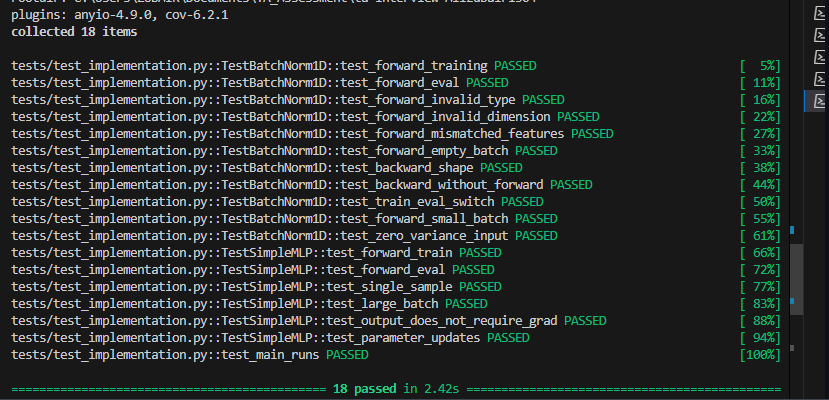 plugins: anyio-4.9.0, cov-6.2.1
collected 18 items
tests/test_implementation.py::TestBatchNorm1D::test_forward_training PASSED [  5%]
tests/test_implementation.py::TestBatchNorm1D::test_forward_eval PASSED [ 11%]
tests/test_implementation.py::TestBatchNorm1D::test_forward_invalid_type PASSED [ 16%]
tests/test_implementation.py::TestBatchNorm1D::test_forward_invalid_dimension PASSED [ 22%]
tests/test_implementation.py::TestBatchNorm1D::test_forward_mismatched_features PASSED [ 27%]
tests/test_implementation.py::TestBatchNorm1D::test_forward_empty_batch PASSED [ 33%]
tests/test_implementation.py::TestBatchNorm1D::test_backward_shape PASSED [ 38%]
tests/test_implementation.py::TestBatchNorm1D::test_backward_without_forward PASSED [ 44%]
tests/test_implementation.py::TestBatchNorm1D::test_train_eval_switch PASSED [ 50%]
tests/test_implementation.py::TestBatchNorm1D::test_forward_small_batch PASSED [ 55%]
tests/test_implementation.py::TestBatchNorm1D::test_zero_variance_input PASSED [ 61%]
tests/test_implementation.py::TestSimpleMLP::test_forward_train PASSED [ 66%]
tests/test_implementation.py::TestSimpleMLP::test_forward_eval PASSED [ 72%]
tests/test_implementation.py::TestSimpleMLP::test_single_sample PASSED [ 77%]
tests/test_implementation.py::TestSimpleMLP::test_large_batch PASSED [ 83%]
tests/test_implementation.py::TestSimpleMLP::test_output_does_not_require_grad PASSED [ 88%]
tests/test_implementation.py::TestSimpleMLP::test_parameter_updates PASSED [ 94%]
tests/test_implementation.py::test_main_runs PASSED [100%]
============================================= 18 passed in 2.42s =============================================